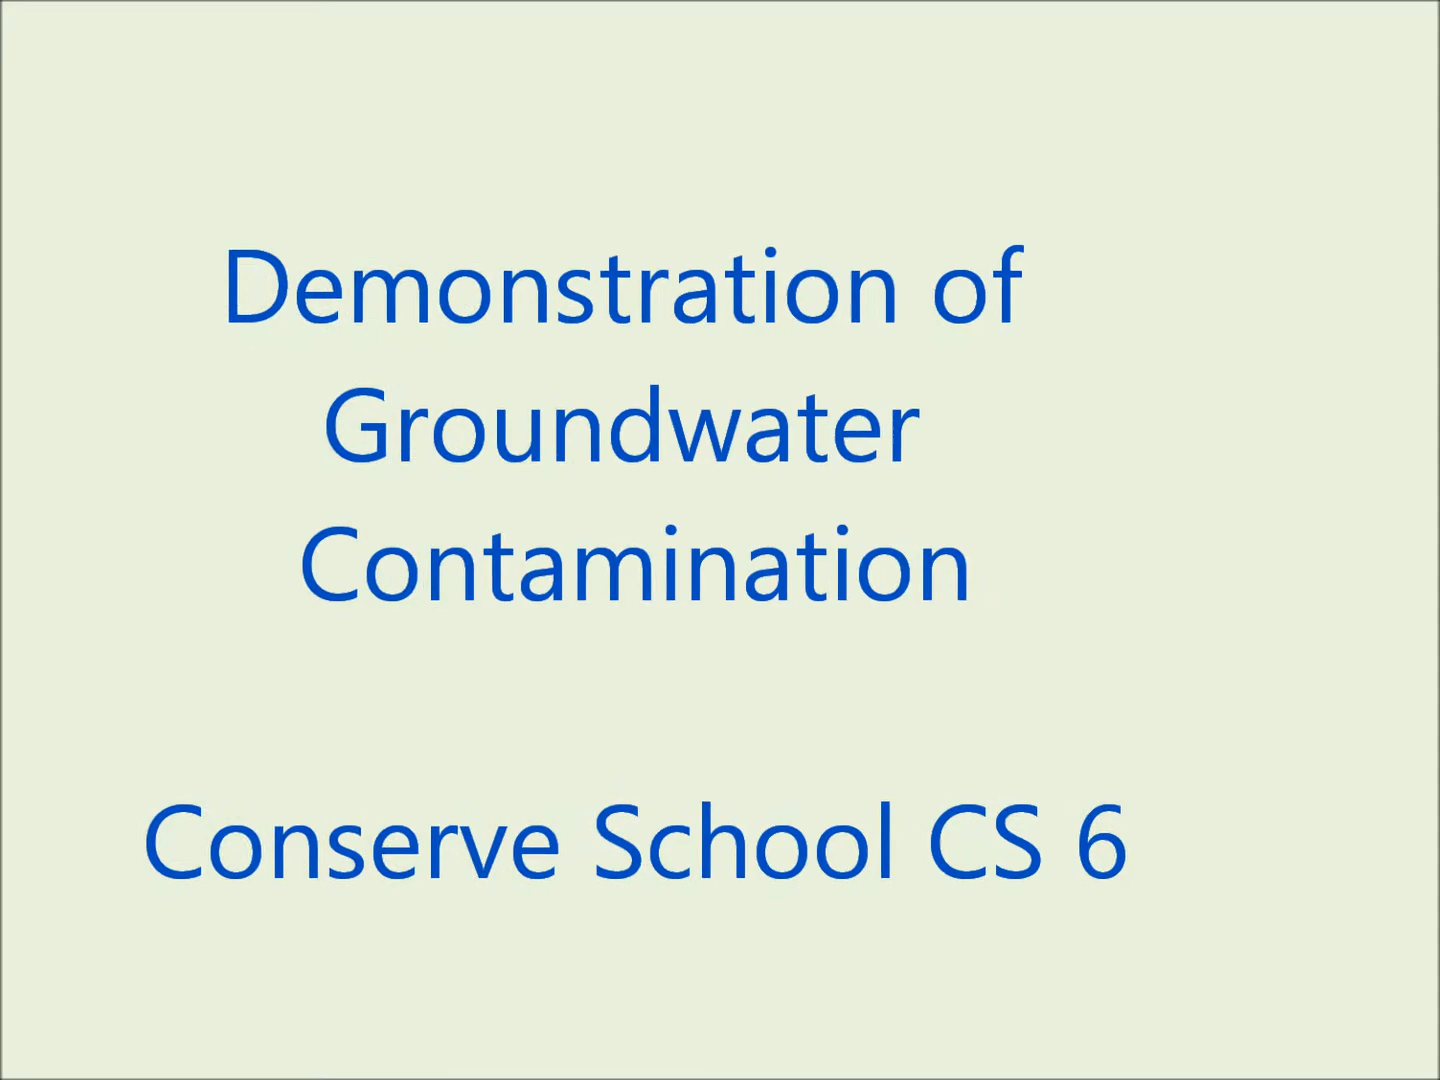 Demonstration of
Groundwater
Contamination
Conserve School CS 6